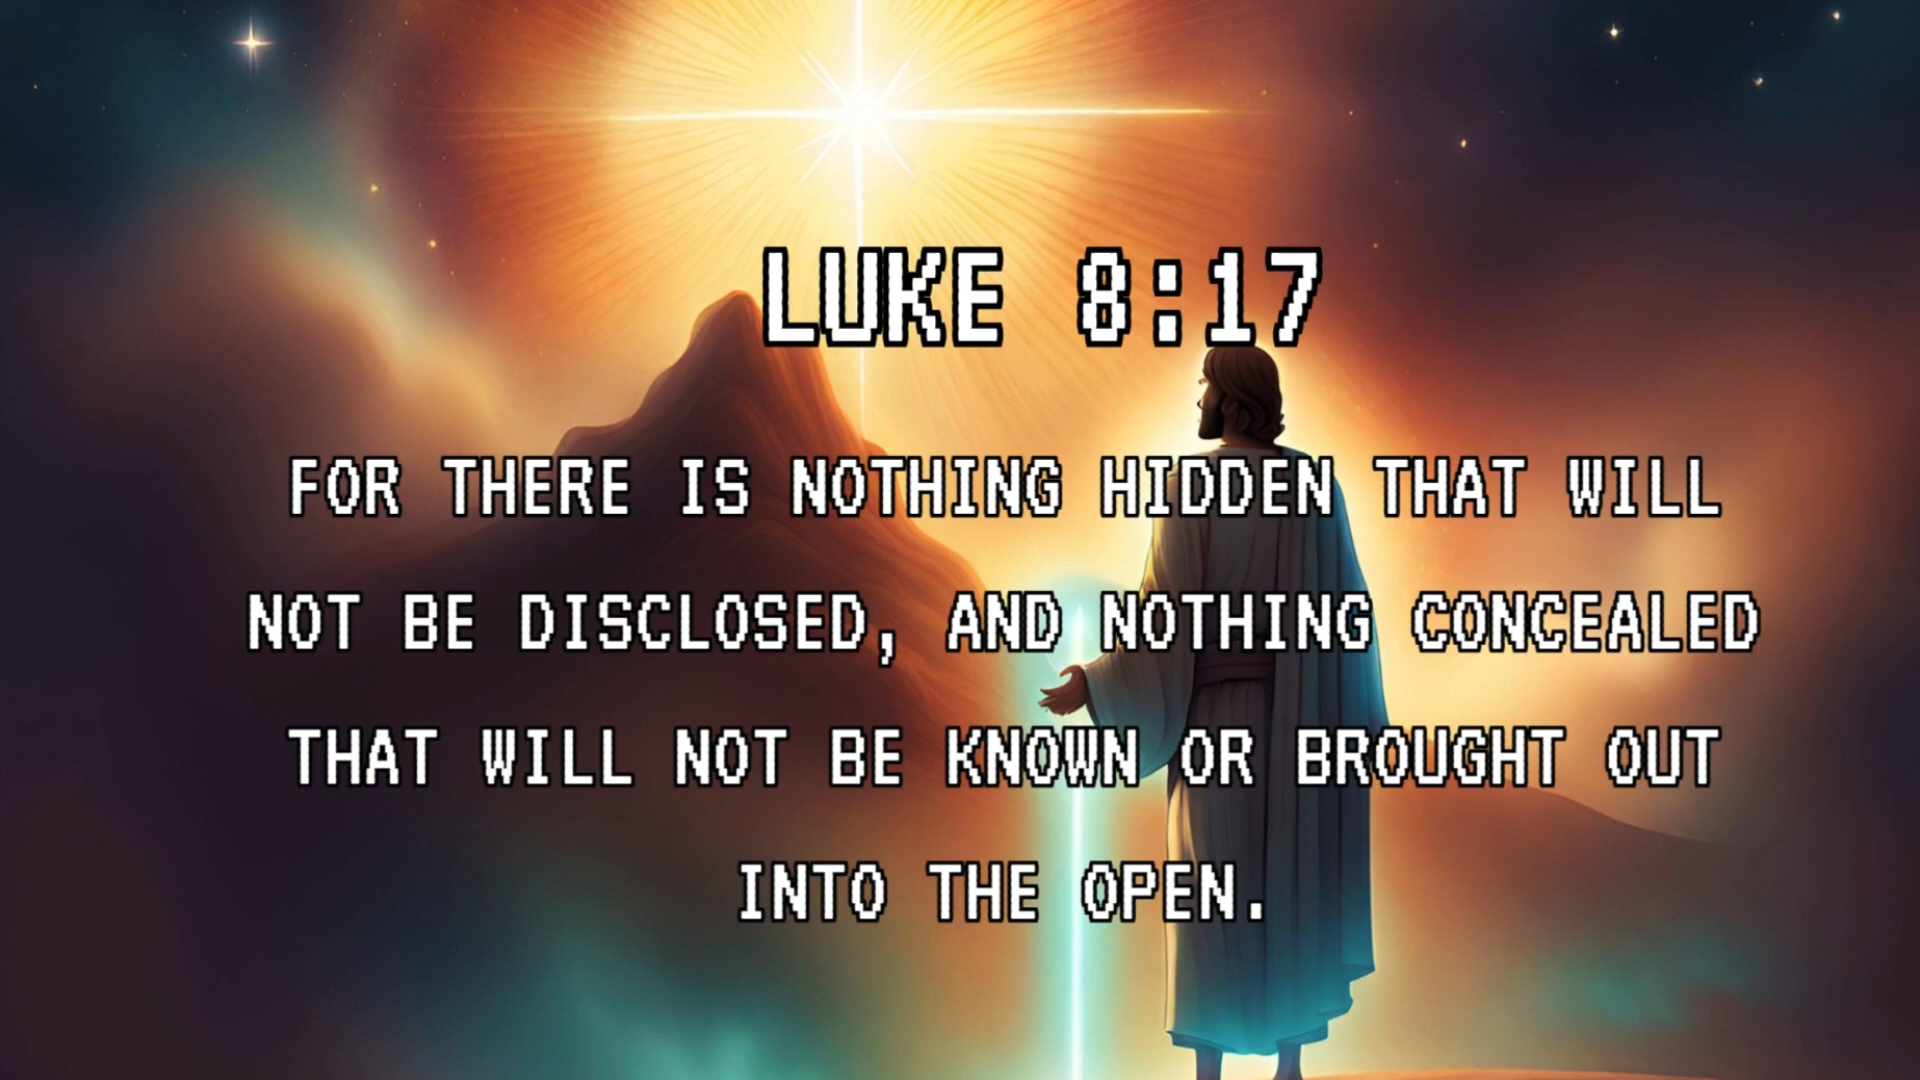 LUKE 8:17
FOR THERE IS NOTHING HIDDEN THAT WILL
NOT BE DISCLOSED, AND NOTHING CONCEALED
THAT WILL NOT BE KNOWN OR BROUGHT OUT
INTO THE OPEN.